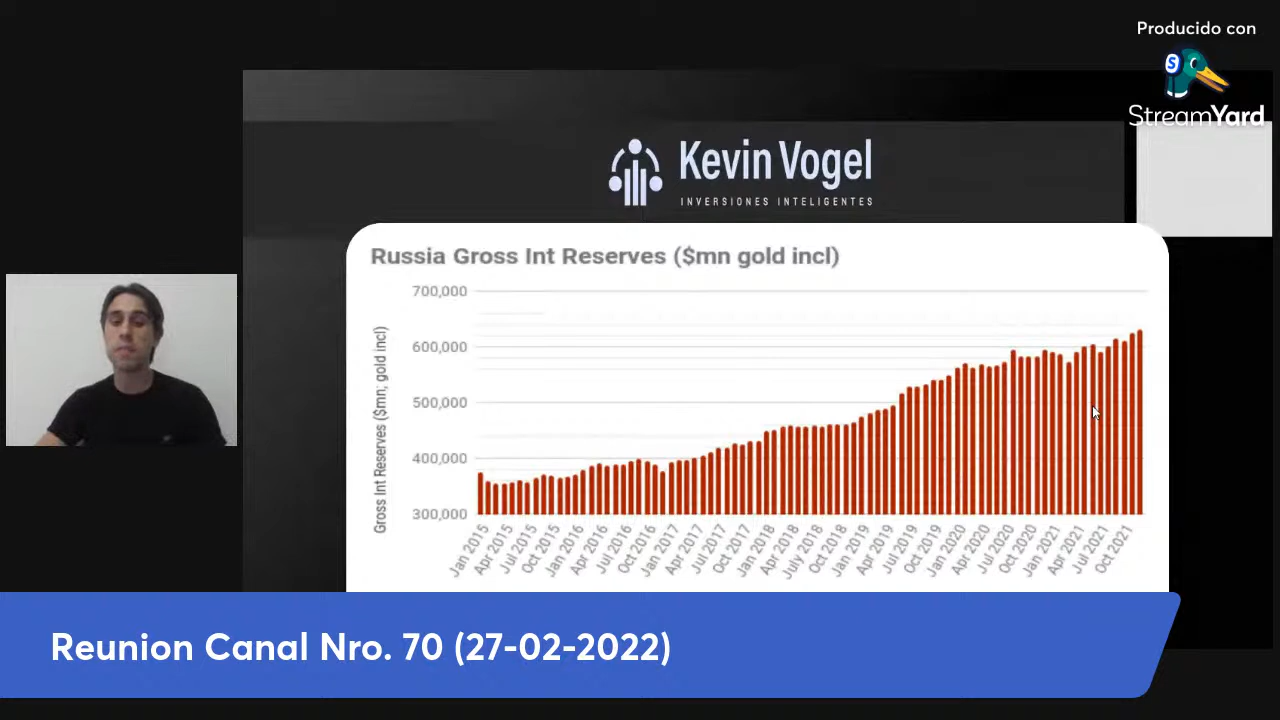 Producido con
StreamYard
Kevin Vogel
INVERSIONES INTELIGENTES
Russia Gross Int Reserves ($mn gold incl)
Gross Int Reserves ($mn; gold incl)
700,000
600,000
500,000
400,000
300,000
Jan 2015
Apr 2015
Jul 2015
Oct 2015
Jan 2016
Apr 2016
Jul 2016
Oct 2016
Jan 2017
Apr 2017
Jul 2017
Oct 2017
Jan 2018
Apr 2018
July 2018
Oct 2018
Jan 2019
Apr 2019
Jul 2019
Oct 2019
Jan 2020
Apr 2020
Jul 2020
Oct 2020
Jan 2021
Apr 2021
Jul 2021
Oct 2021
Reunion Canal Nro. 70 (27-02-2022)